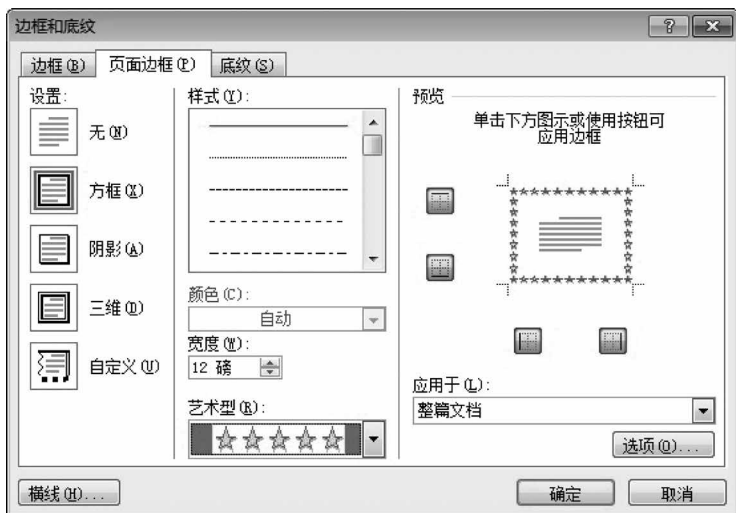 边框和底纹
边框(B)
页面边框(P)
底纹(S)
设置:
无(N)
方框(X)
阴影(A)
三维(D)
自定义(U)
样式(Y):
颜色(C):
自动
宽度(W):
12 磅
艺术型(R):
预览
单击下方图示或使用按钮可
应用边框
应用于(L):
整篇文档
选项(O)...
横线(H)...
确定
取消